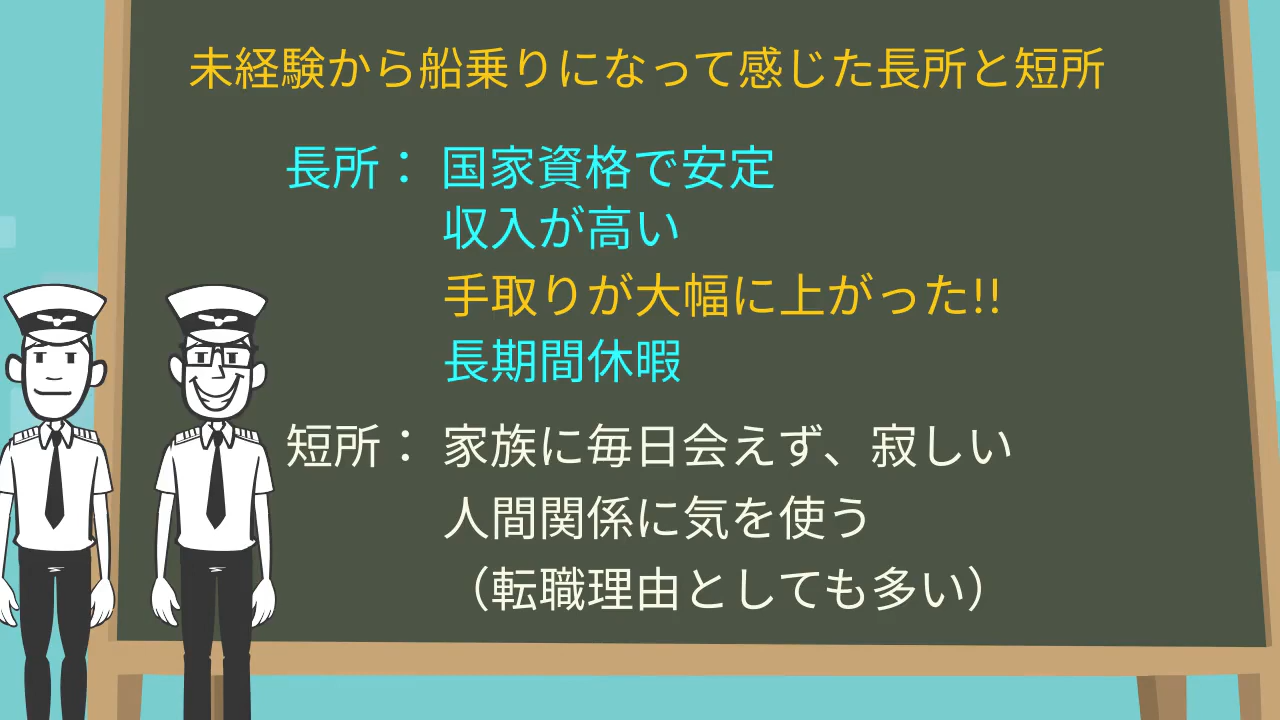 未経験から船乗りになって感じた長所と短所
長所： 国家資格で安定
収入が高い
手取りが大幅に上がった!!
長期間休暇
短所： 家族に毎日会えず、寂しい
人間関係に気を使う
（転職理由としても多い）